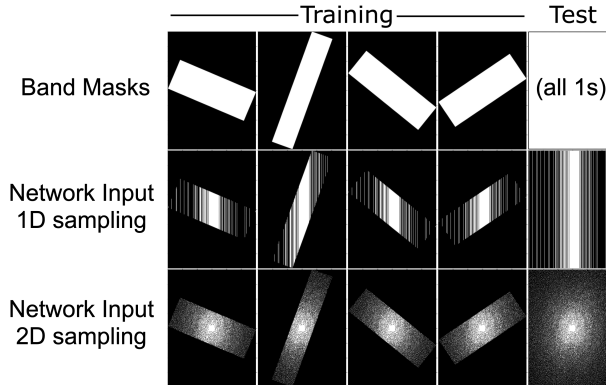 Training
Test
Band Masks
(all 1s)
Network Input
1D sampling
Network Input
2D sampling